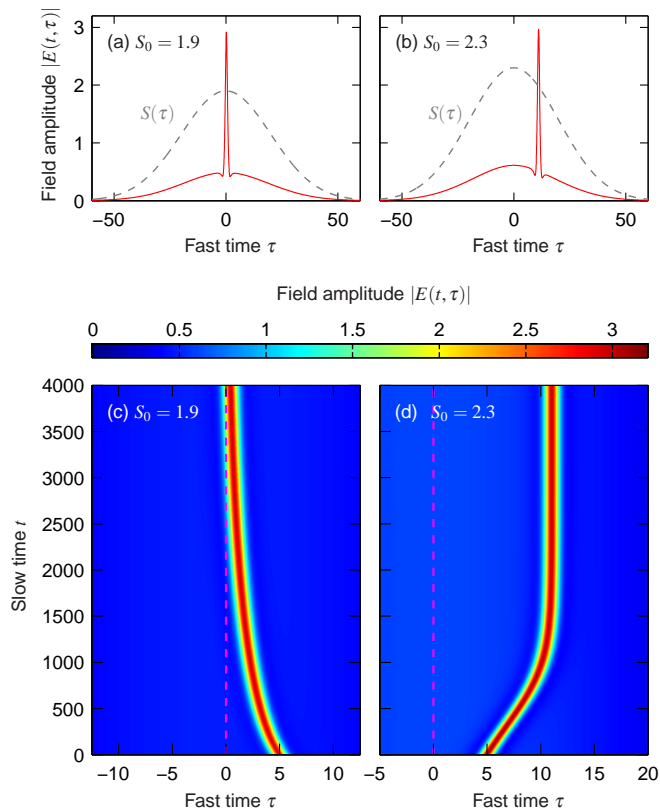 Field amplitude |E(t, τ)|
(a) S₀ = 1.9
(b) S₀ = 2.3
S(τ)
S(τ)
3
2
1
0
−50 0 50
−50 0 50
Fast time τ
Fast time τ
Field amplitude |E(t, τ)|
0 0.5 1 1.5 2 2.5 3
Slow time t
4000
3500
3000
2500
2000
1500
1000
500
0
(c) S₀ = 1.9
(d) S₀ = 2.3
−10 −5 0 5 10
−5 0 5 10 15 20
Fast time τ
Fast time τ